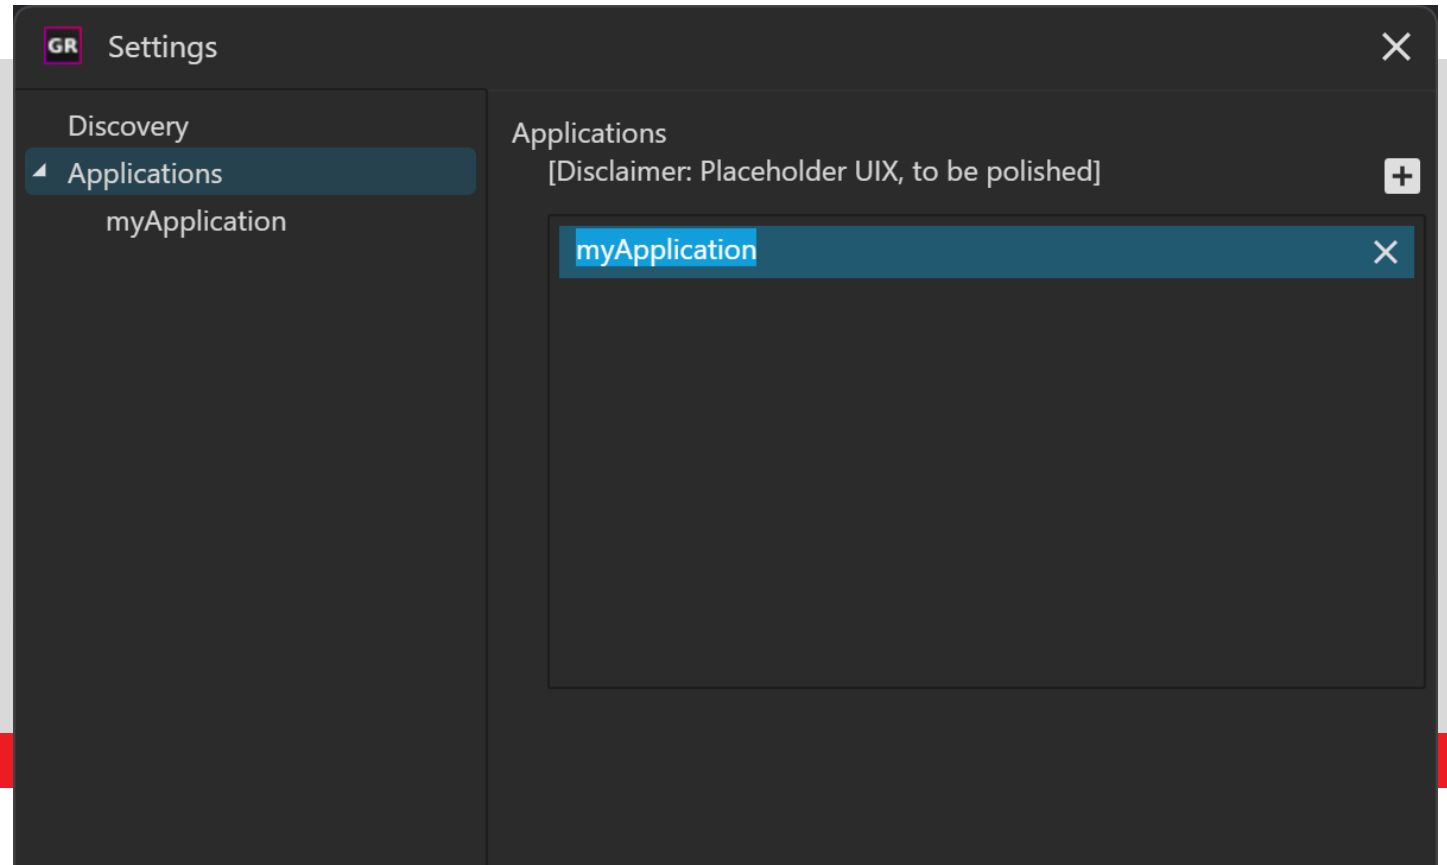 GR Settings
Discovery
Applications
myApplication
Applications
[Disclaimer: Placeholder UIX, to be polished]
myApplication